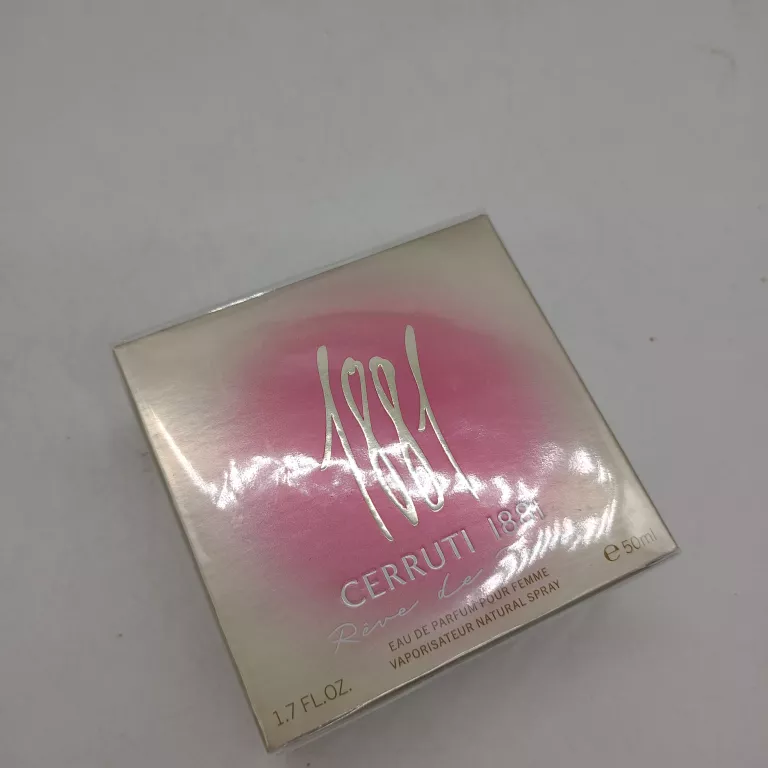 1881
CERRUTI 1881
Rêve de
EAU DE PARFUM POUR FEMME
VAPORISATEUR NATURAL SPRAY
1.7 FL.OZ.
e 50ml